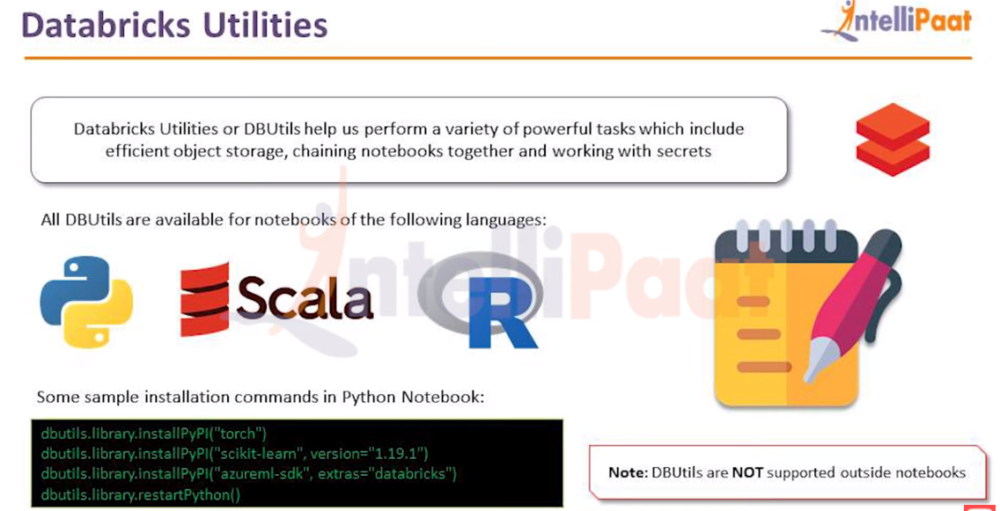 Databricks Utilities
IntelliPaat
Databricks Utilities or DBUtils help us perform a variety of powerful tasks which include
efficient object storage, chaining notebooks together and working with secrets
All DBUtils are available for notebooks of the following languages:
Scala
R
IntelliPaat
Some sample installation commands in Python Notebook:
dbutils.library.installPyPI("torch")
dbutils.library.installPyPI("scikit-learn", version="1.19.1")
dbutils.library.installPyPI("azureml-sdk", extras="databricks")
dbutils.library.restartPython()
Note: DBUtils are NOT supported outside notebooks